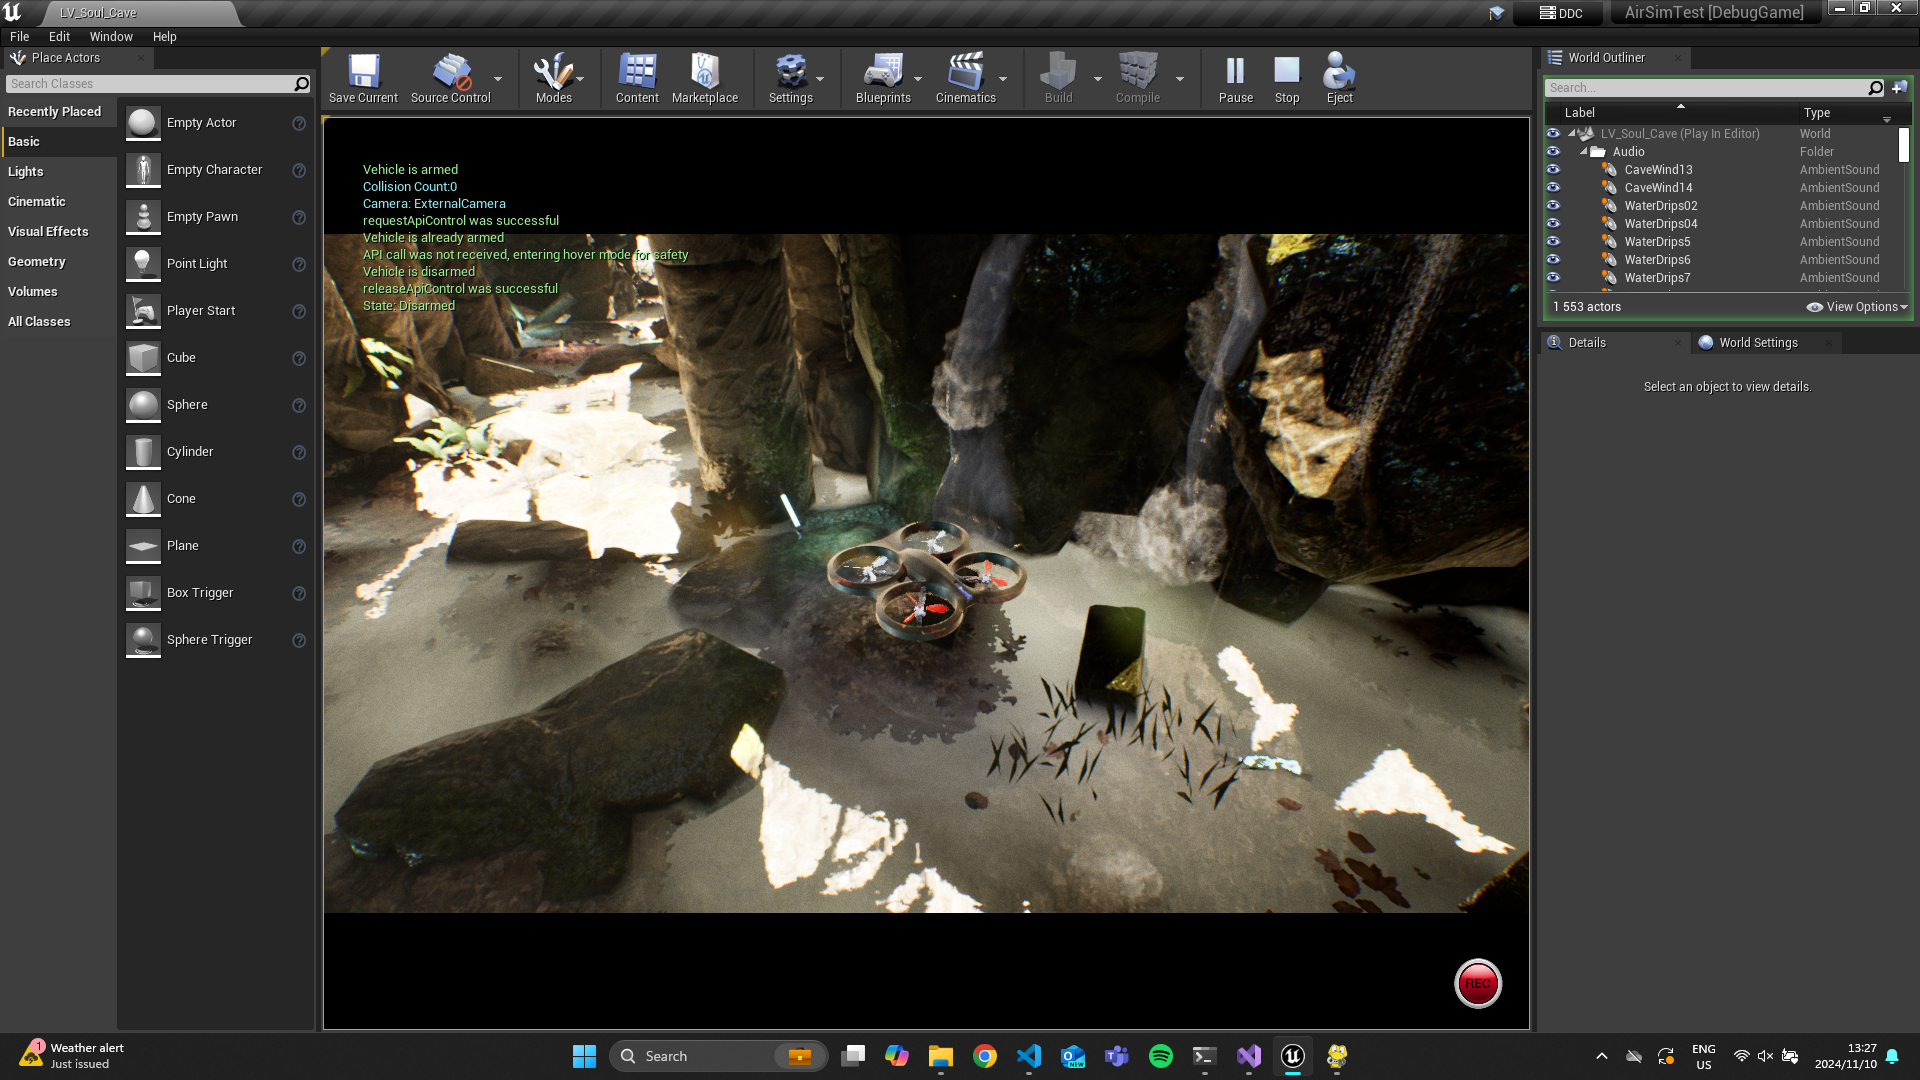 LV_Soul_Cave
DDC
AirSimTest [DebugGame]
File Edit Window Help
Place Actors
Search Classes
Recently Placed
Basic
Lights
Cinematic
Visual Effects
Geometry
Volumes
All Classes
Empty Actor
Empty Character
Empty Pawn
Point Light
Player Start
Cube
Sphere
Cylinder
Cone
Plane
Box Trigger
Sphere Trigger
Save Current
Source Control
Modes
Content
Marketplace
Settings
Blueprints
Cinematics
Build
Compile
Pause
Stop
Eject
Vehicle is armed
Collision Count:0
Camera: ExternalCamera
requestApiControl was successful
Vehicle is already armed
API call was not received, entering hover mode for safety
Vehicle is disarmed
releaseApiControl was successful
State: Disarmed
REC
World Outliner
Search...
Label Type
LV_Soul_Cave (Play In Editor) World
Audio Folder
CaveWind13 AmbientSound
CaveWind14 AmbientSound
WaterDrips02 AmbientSound
WaterDrips04 AmbientSound
WaterDrips5 AmbientSound
WaterDrips6 AmbientSound
WaterDrips7 AmbientSound
1 553 actors
View Options
Details
World Settings
Select an object to view details.
1
Weather alert
Just issued
Search
NEW
ENG
US
13:27
2024/11/10